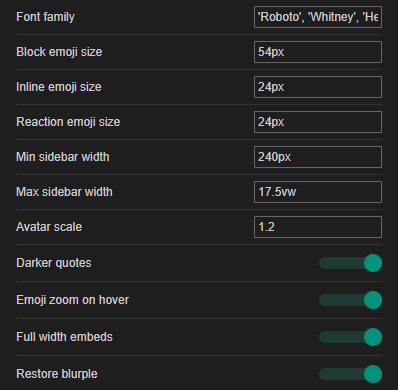 Font family 'Roboto', 'Whitney', 'He
Block emoji size 54px
Inline emoji size 24px
Reaction emoji size 24px
Min sidebar width 240px
Max sidebar width 17.5vw
Avatar scale 1.2
Darker quotes
Emoji zoom on hover
Full width embeds
Restore blurple